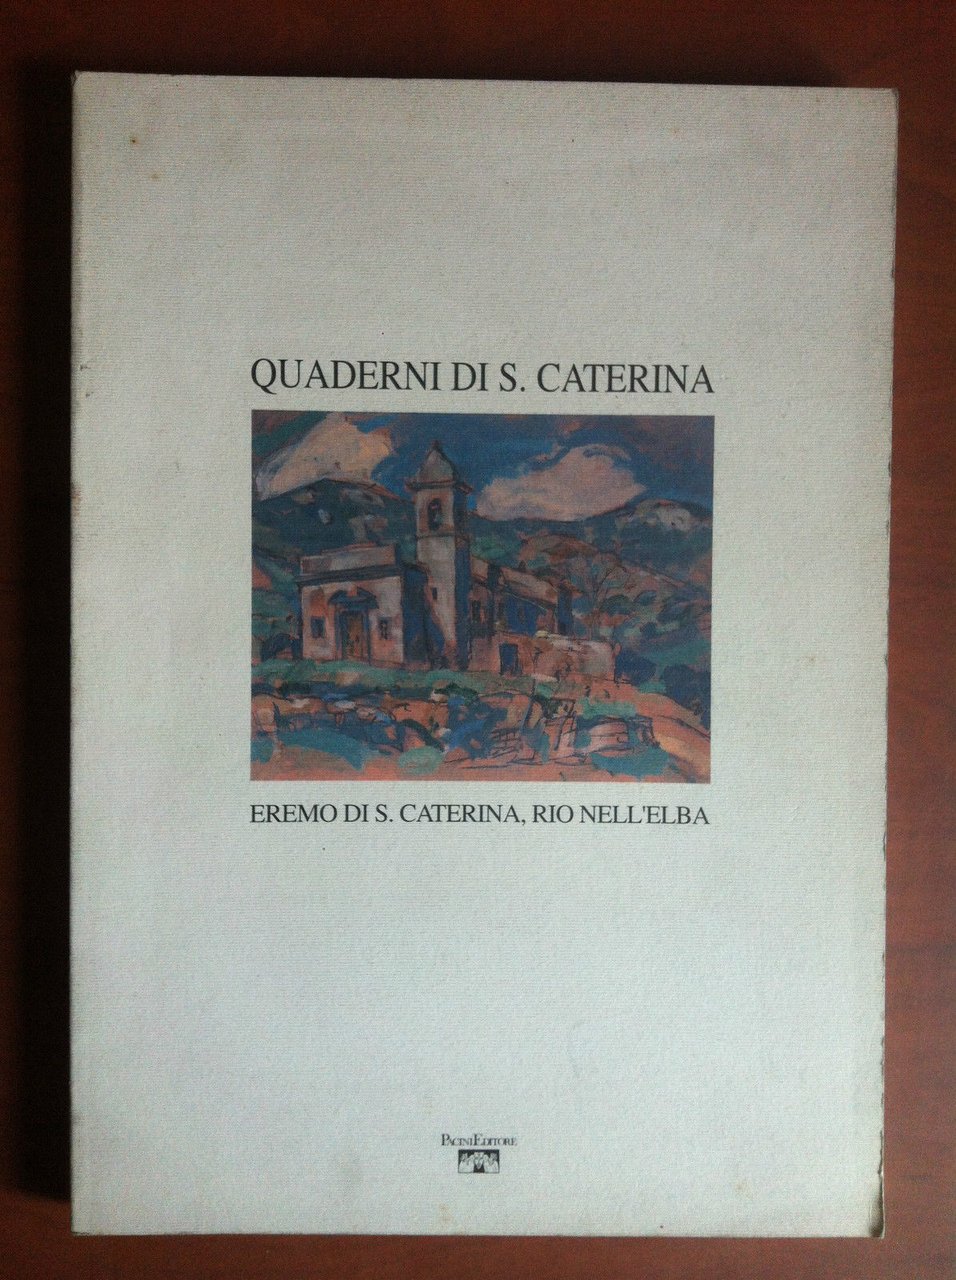 QUADERNI DI S. CATERINA
EREMO DI S. CATERINA, RIO NELL'ELBA
PACINI EDITORE